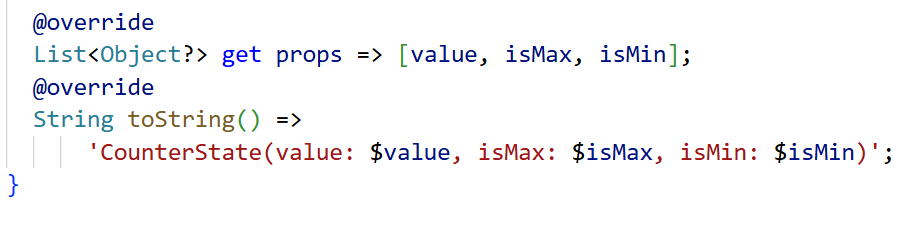 @override
List<Object?> get props => [value, isMax, isMin];
@override
String toString() =>
'CounterState(value: $value, isMax: $isMax, isMin: $isMin)';
}